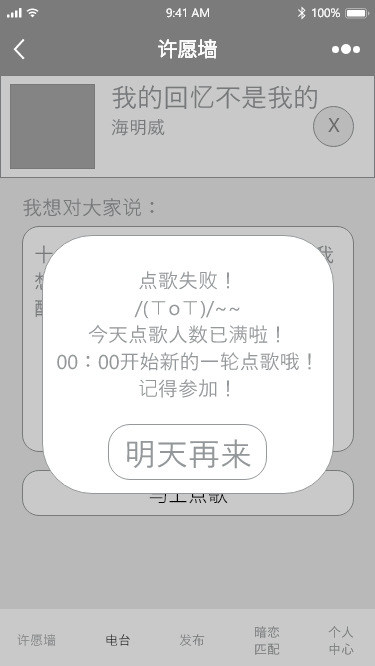 9:41 AM
100%
许愿墙
我的回忆不是我的
海明威
X
我想对大家说：
十
我
想
点歌失败！
/(ㄒoㄒ)/~~
今天点歌人数已满啦！
00：00开始新的一轮点歌哦！
记得参加！
明天再来
马上点歌
许愿墙
电台
发布
暗恋
匹配
个人
中心